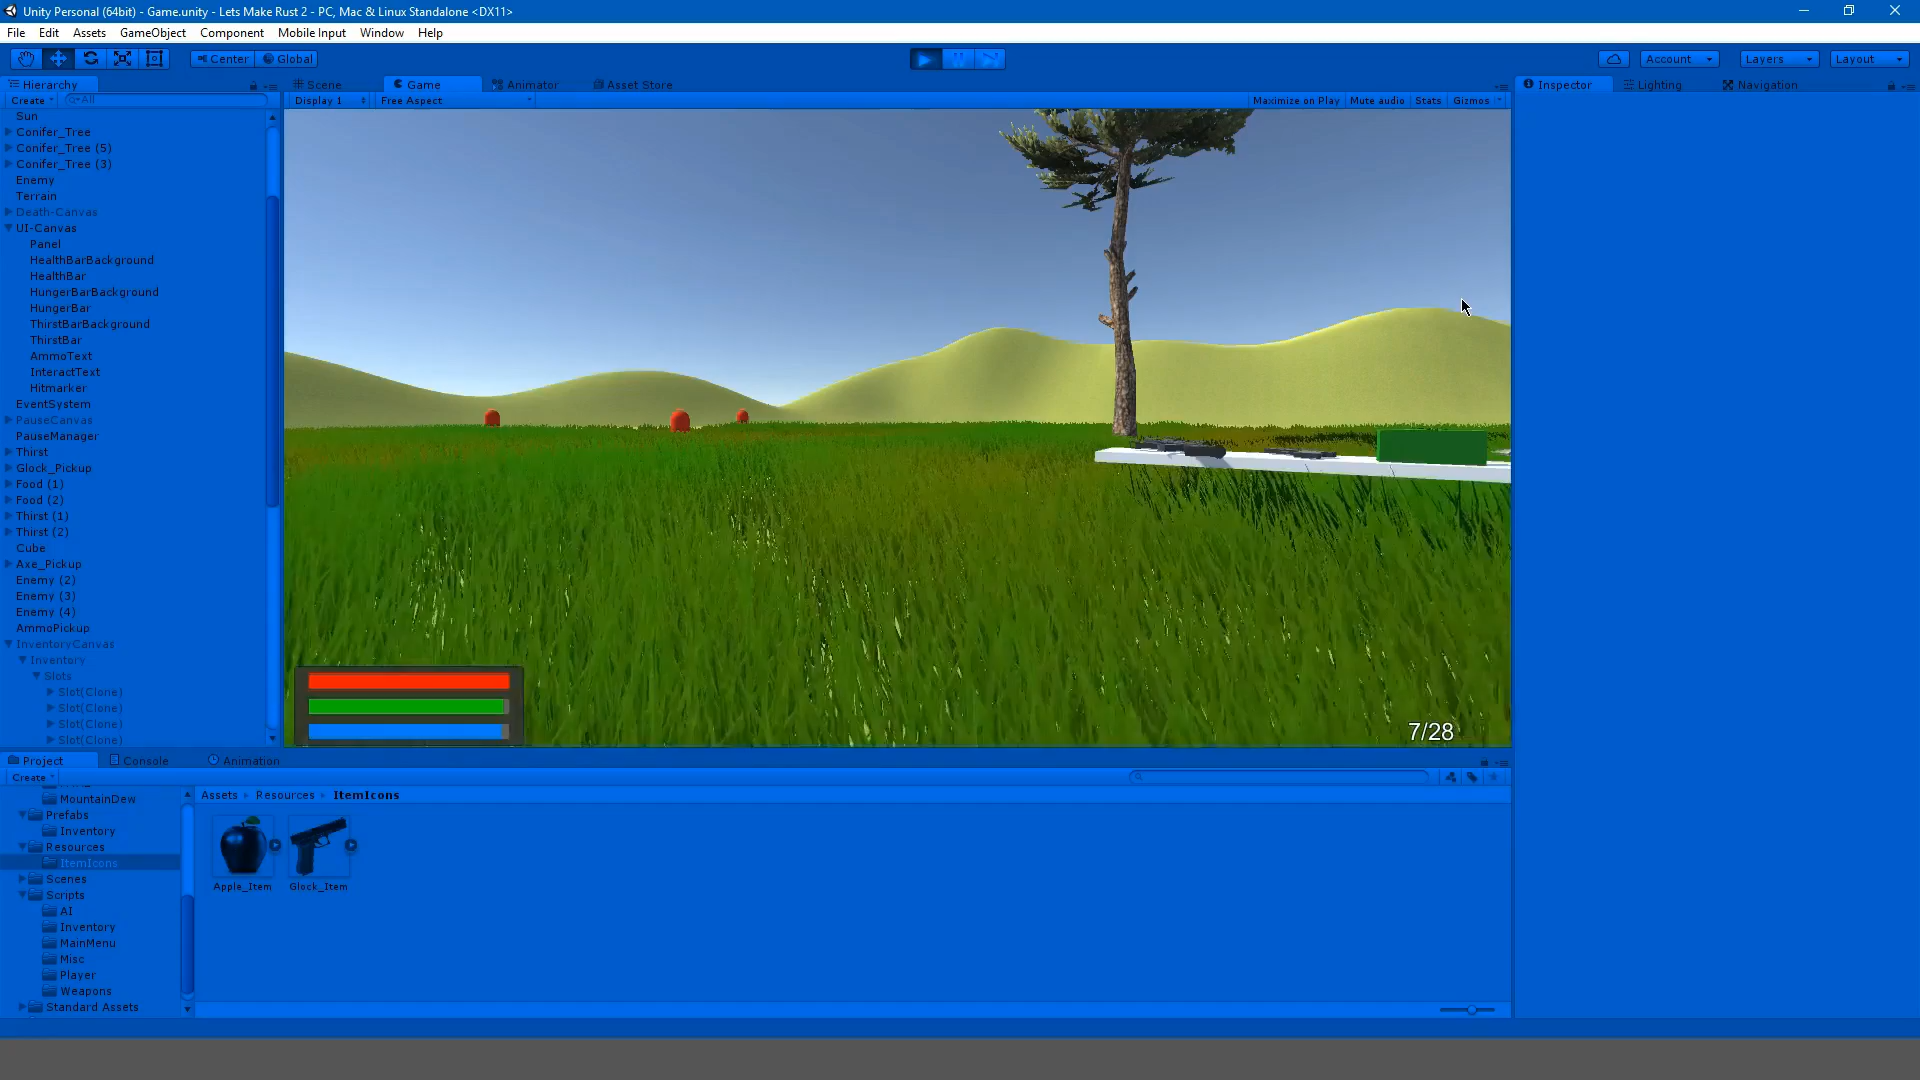 Unity Personal (64bit) - Game.unity - Lets Make Rust 2 - PC, Mac & Linux Standalone <DX11>
File Edit Assets GameObject Component Mobile Input Window Help
Center Global Account Layers Layout
Hierarchy Scene Game Animator Asset Store Inspector Lighting Navigation
Create All Display 1 Free Aspect Maximize on Play Mute audio Stats Gizmos
Sun
Conifer_Tree
Conifer_Tree (5)
Conifer_Tree (3)
Enemy
Terrain
Death-Canvas
UI-Canvas
Panel
HealthBarBackground
HealthBar
HungerBarBackground
HungerBar
ThirstBarBackground
ThirstBar
AmmoText
InteractText
Hitmarker
EventSystem
PauseCanvas
PauseManager
Thirst
Glock_Pickup
Food (1)
Food (2)
Thirst (1)
Thirst (2)
Cube
Axe_Pickup
Enemy (2)
Enemy (3)
Enemy (4)
AmmoPickup
InventoryCanvas
Inventory
Slots
Slot(Clone)
Slot(Clone)
Slot(Clone)
Slot(Clone)
7/28
Project Console Animation
Create
MountainDew
Prefabs
Inventory
Resources
ItemIcons
Scenes
Scripts
AI
Inventory
MainMenu
Misc
Player
Weapons
Standard Assets
Assets Resources ItemIcons
Apple_Item Glock_Item